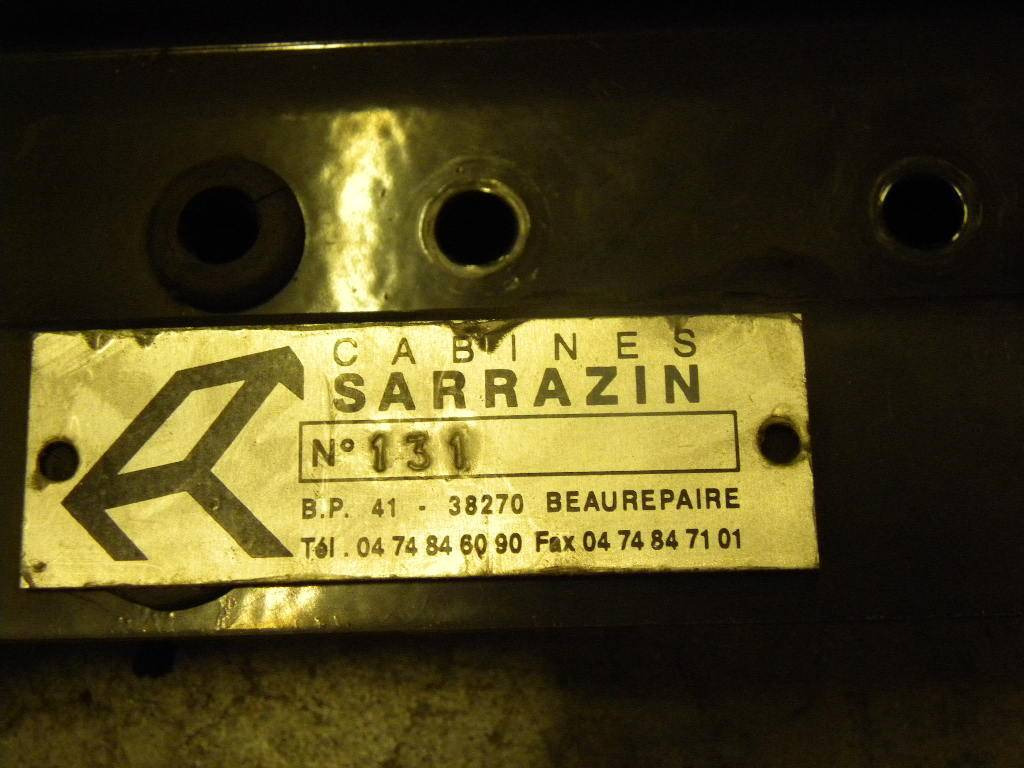 CABINES
SARRAZIN
N° 131
B.P. 41 - 38270 BEAUREPAIRE
Tél. 04 74 84 60 90 Fax 04 74 84 71 01